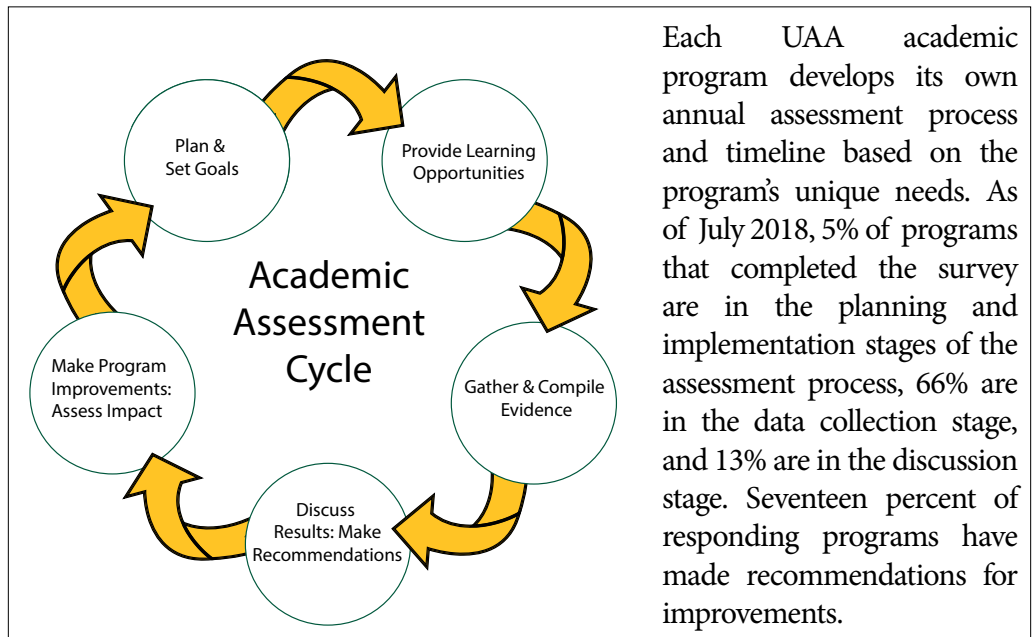 Plan &
Set Goals
Provide Learning
Opportunities
Gather & Compile
Evidence
Discuss
Results: Make
Recommendations
Make Program
Improvements:
Assess Impact
Academic
Assessment
Cycle
Each UAA academic
program develops its own
annual assessment process
and timeline based on the
program's unique needs. As
of July 2018, 5% of programs
that completed the survey
are in the planning and
implementation stages of the
assessment process, 66% are
in the data collection stage,
and 13% are in the discussion
stage. Seventeen percent of
responding programs have
made recommendations for
improvements.